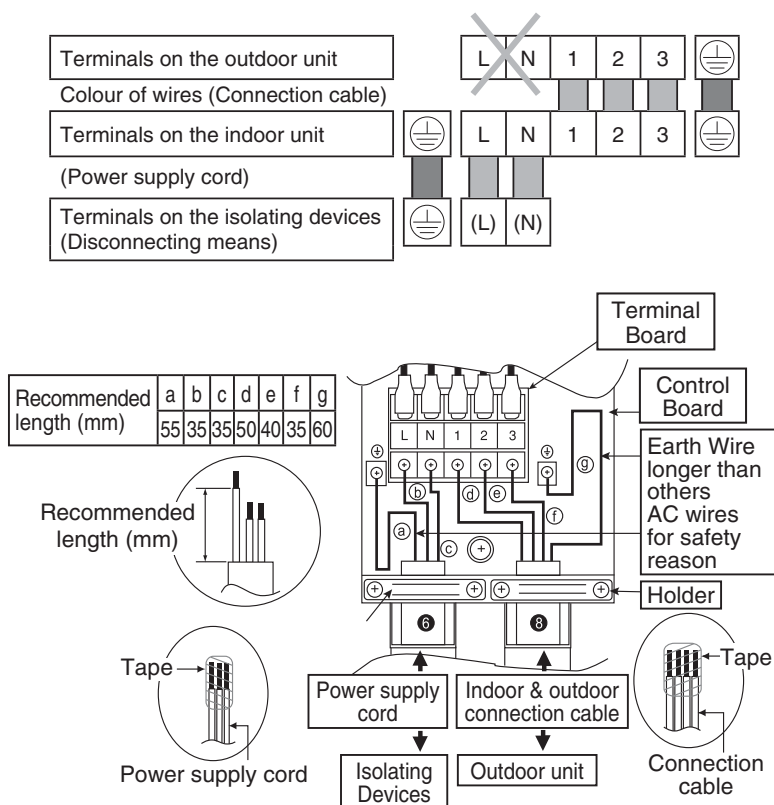 Terminals on the outdoor unit
L N 1 2 3
Colour of wires (Connection cable)
Terminals on the indoor unit
L N 1 2 3
(Power supply cord)
Terminals on the isolating devices
(Disconnecting means)
(L) (N)
Terminal
Board
Recommended
length (mm)
a b c d e f g
55 35 35 50 40 35 60
Control
Board
L N 1 2 3
Earth Wire
longer than
others
AC wires
for safety
reason
a b c d e f g
Recommended
length (mm)
Holder
6 8
Tape
Power supply cord
Power supply
cord
Indoor & outdoor
connection cable
Isolating
Devices
Outdoor unit
Tape
Connection
cable